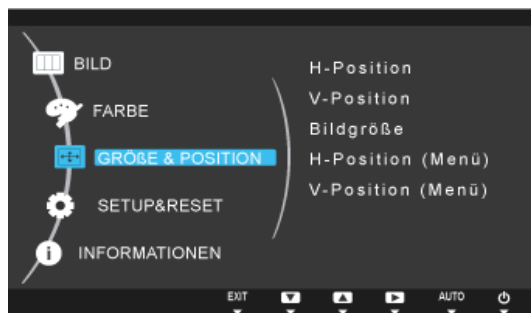 BILD
FARBE
GRÖßE & POSITION
SETUP&RESET
INFORMATIONEN
H-Position
V-Position
Bildgröße
H-Position (Menü)
V-Position (Menü)
EXIT
AUTO